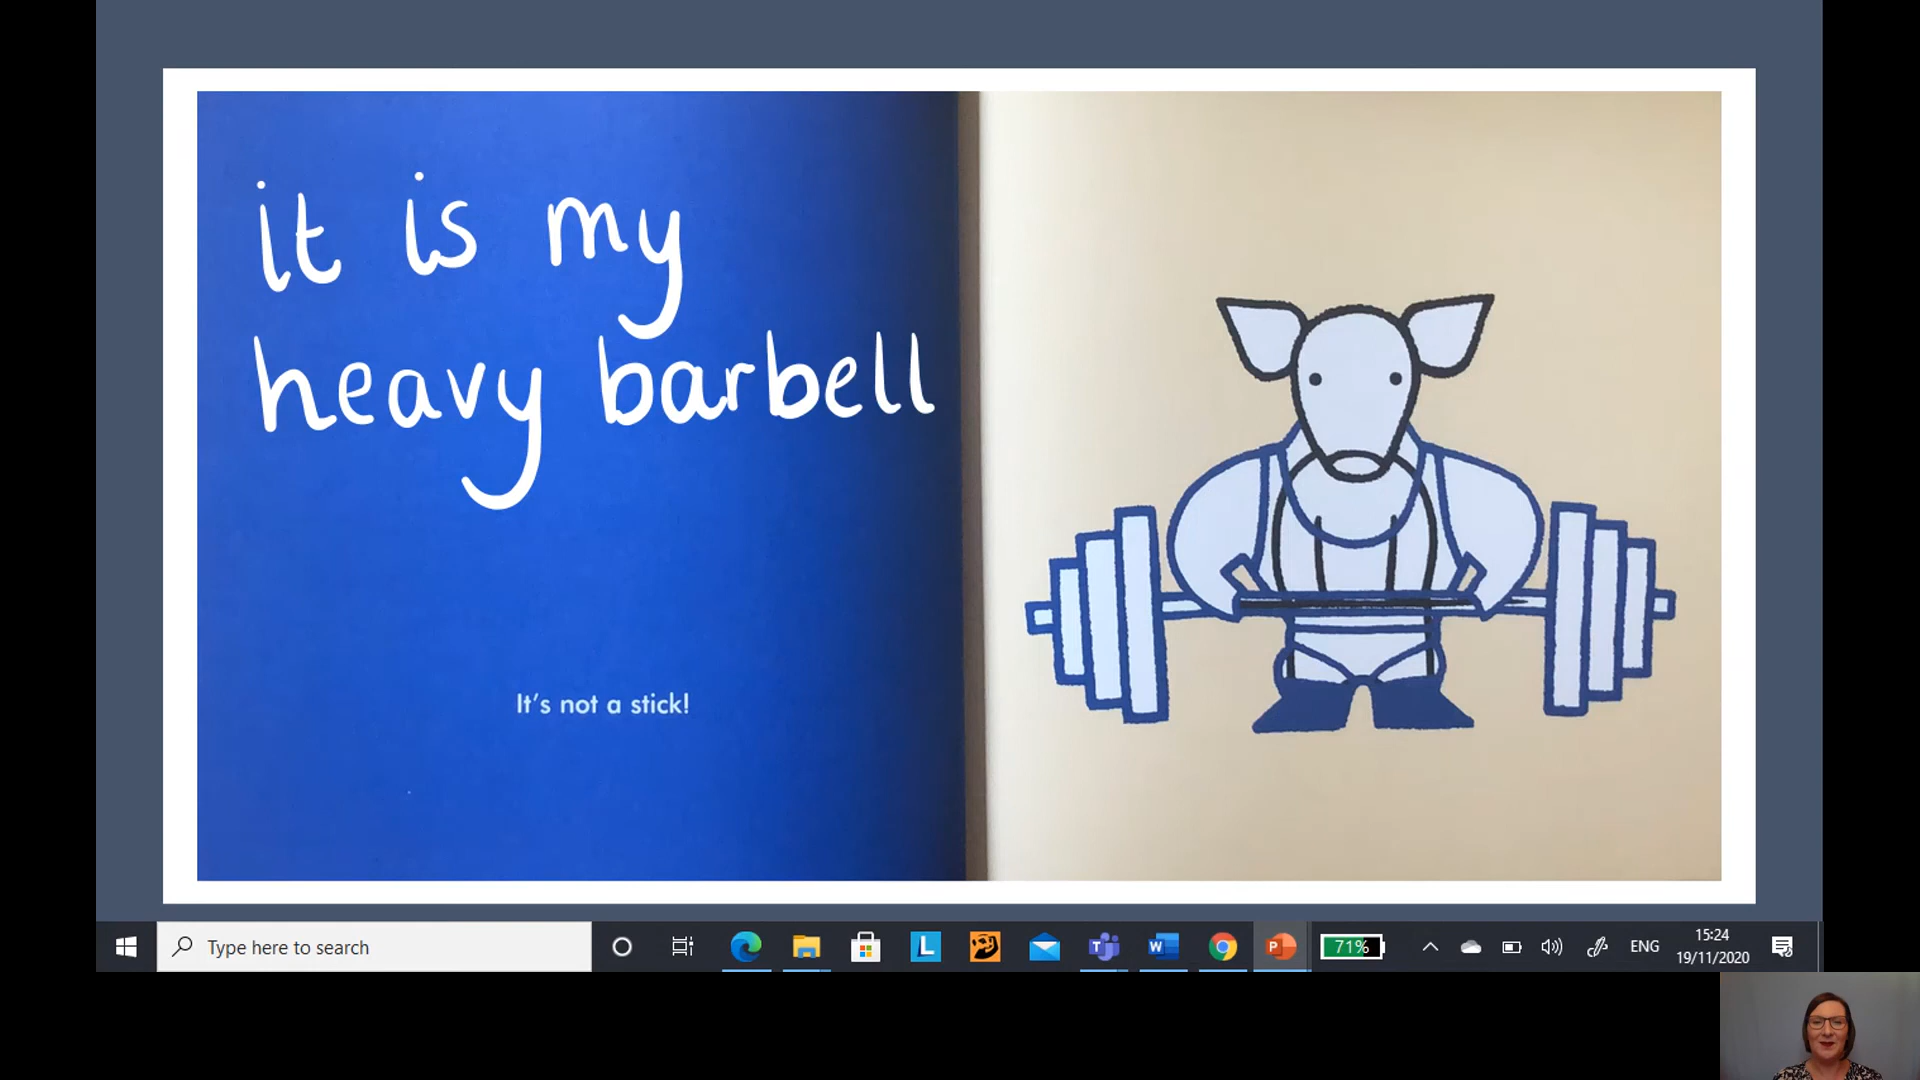 it is my
heavy barbell
It's not a stick!
Type here to search
71%
ENG
15:24
19/11/2020